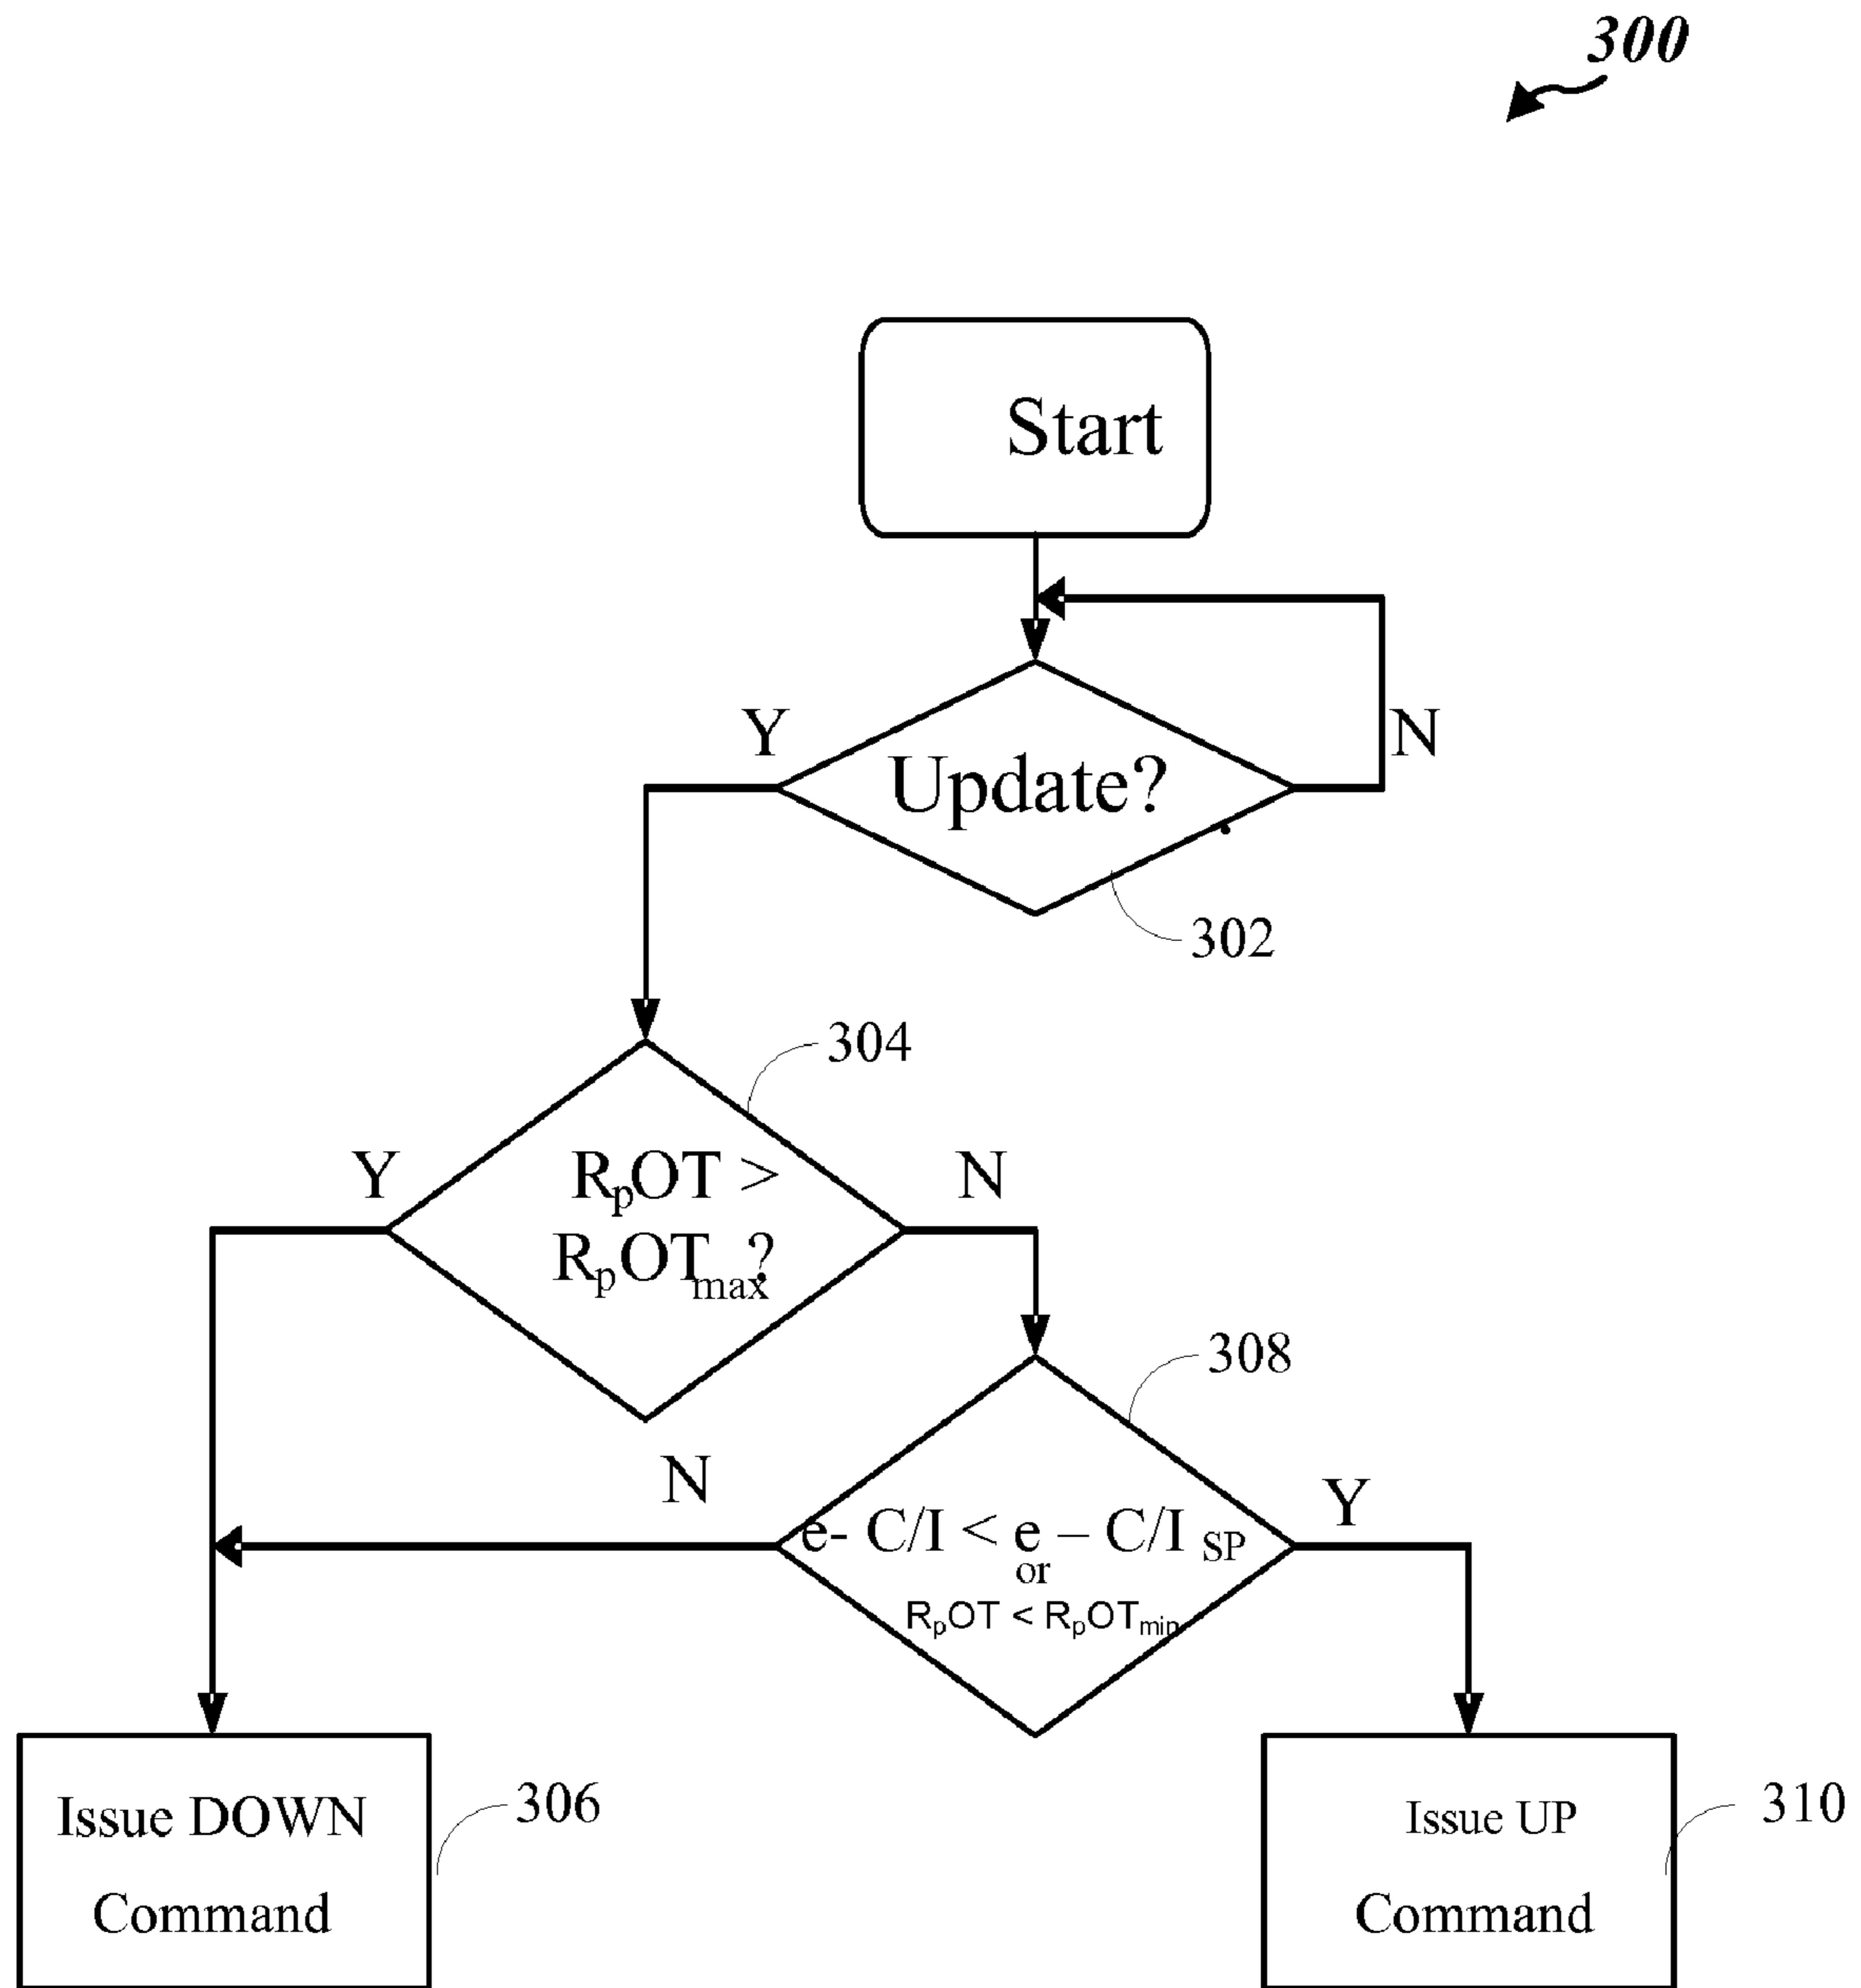 300
Start
Y
N
Update?
302
304
Y
RpOT >
N
RpOTmax?
308
N
Y
e- C/I < e – C/I SP
or
RpOT < RpOTmin
Issue DOWN
Command
306
Issue UP
Command
310